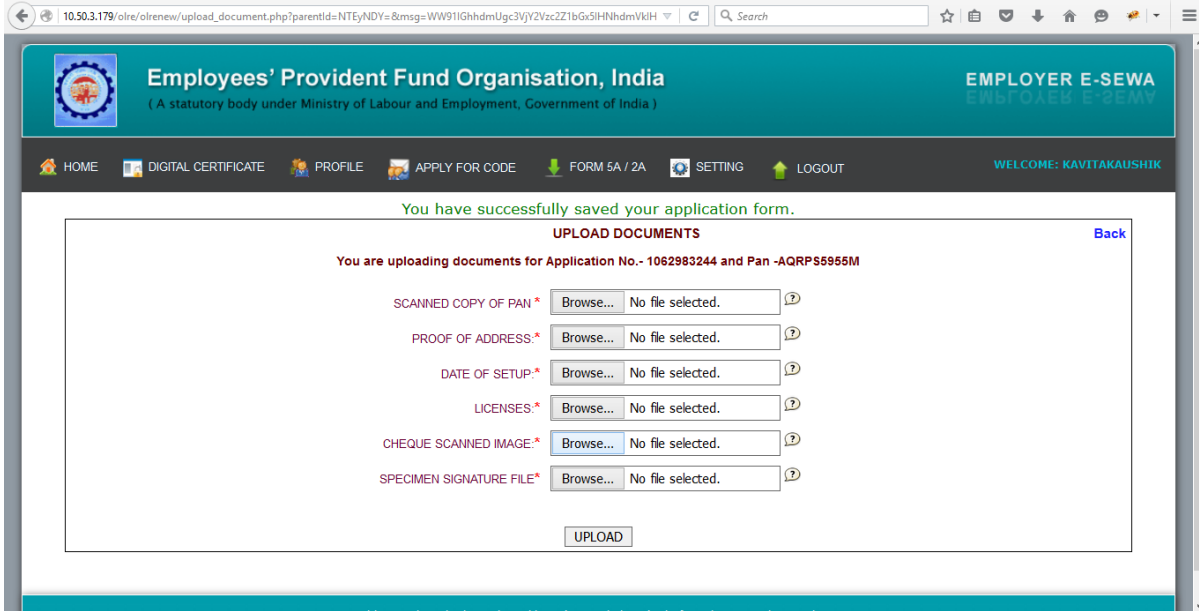 10.50.3.179/olre/olrenew/upload_document.php?parentId=NTEyNDY=&msg=WW91IGhhdmUgc3VjY2Vzc2Z1bGx5IHNhdmVkIH
Search
Employees' Provident Fund Organisation, India
EMPLOYER E-SEWA
( A statutory body under Ministry of Labour and Employment, Government of India )
HOME DIGITAL CERTIFICATE PROFILE APPLY FOR CODE FORM 5A / 2A SETTING LOGOUT WELCOME: KAVITAKAUSHIK
You have successfully saved your application form.
UPLOAD DOCUMENTS Back
You are uploading documents for Application No.- 1062983244 and Pan -AQRPS5955M
SCANNED COPY OF PAN * Browse... No file selected. ?
PROOF OF ADDRESS:* Browse... No file selected. ?
DATE OF SETUP:* Browse... No file selected. ?
LICENSES:* Browse... No file selected. ?
CHEQUE SCANNED IMAGE:* Browse... No file selected. ?
SPECIMEN SIGNATURE FILE* Browse... No file selected. ?
UPLOAD